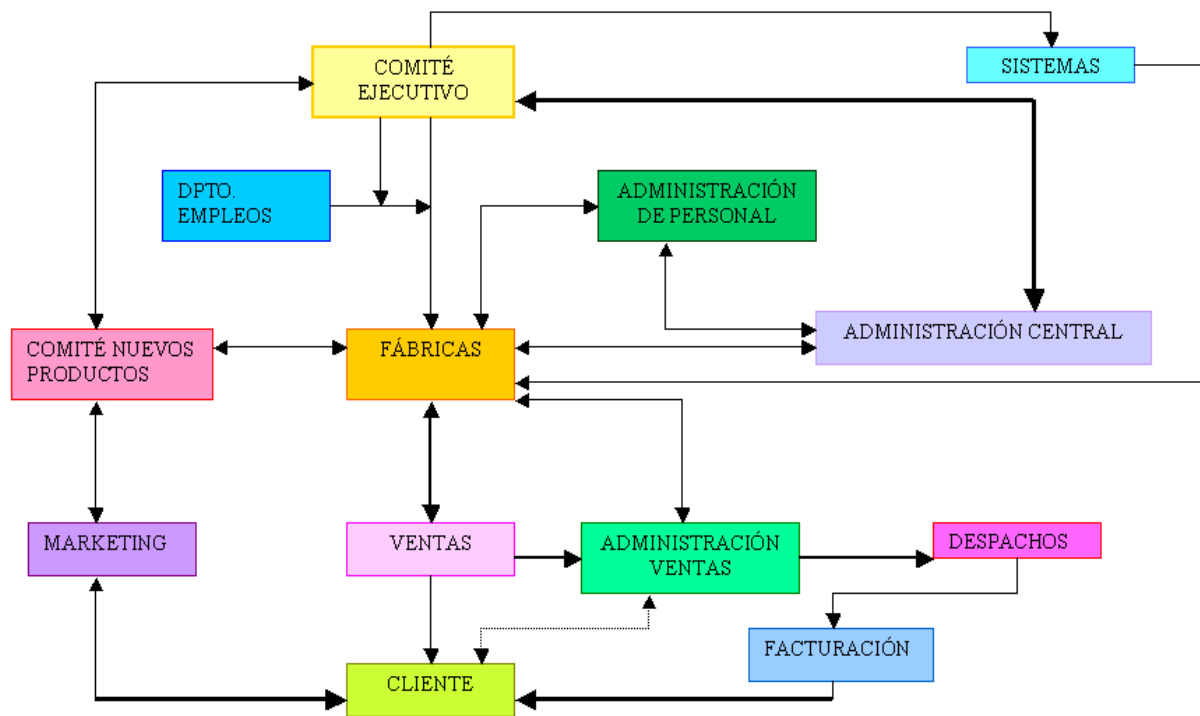 COMITÉ
EJECUTIVO
SISTEMAS
DPTO.
EMPLEOS
ADMINISTRACIÓN
DE PERSONAL
COMITÉ NUEVOS
PRODUCTOS
FÁBRICAS
ADMINISTRACIÓN CENTRAL
MARKETING
VENTAS
ADMINISTRACIÓN
VENTAS
DESPACHOS
FACTURACIÓN
CLIENTE